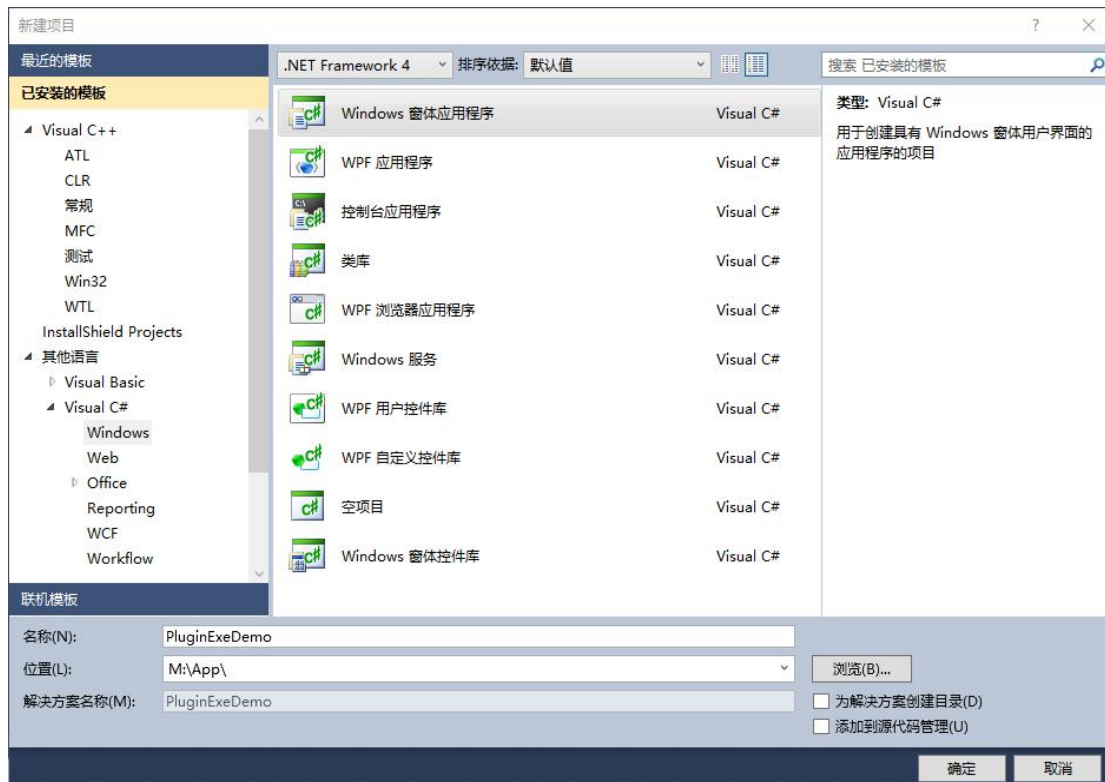 新建项目
?
最近的模板
已安装的模板
Visual C++
ATL
CLR
常规
MFC
测试
Win32
WTL
InstallShield Projects
其他语言
Visual Basic
Visual C#
Windows
Web
Office
Reporting
WCF
Workflow
联机模板
.NET Framework 4 排序依据: 默认值
Windows 窗体应用程序 Visual C#
WPF 应用程序 Visual C#
控制台应用程序 Visual C#
类库 Visual C#
WPF 浏览器应用程序 Visual C#
Windows 服务 Visual C#
WPF 用户控件库 Visual C#
WPF 自定义控件库 Visual C#
空项目 Visual C#
Windows 窗体控件库 Visual C#
搜索 已安装的模板
类型: Visual C#
用于创建具有 Windows 窗体用户界面的
应用程序的项目
名称(N): PluginExeDemo
位置(L): M:\App\ 浏览(B)...
解决方案名称(M): PluginExeDemo 为解决方案创建目录(D)
添加到源代码管理(U)
确定 取消